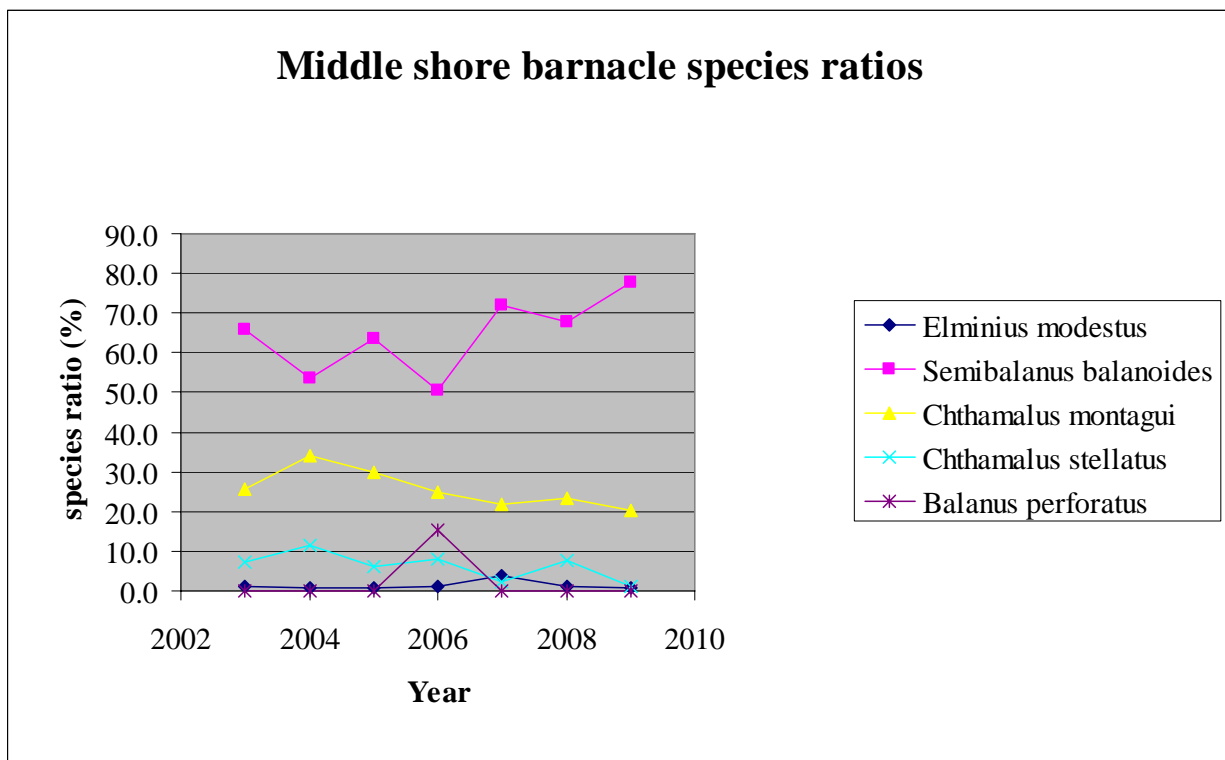 Middle shore barnacle species ratios
90.0
80.0
70.0
60.0
50.0
40.0
30.0
20.0
10.0
0.0
species ratio (%)
2002 2004 2006 2008 2010
Year
Elminius modestus
Semibalanus balanoides
Chthamalus montagui
Chthamalus stellatus
Balanus perforatus